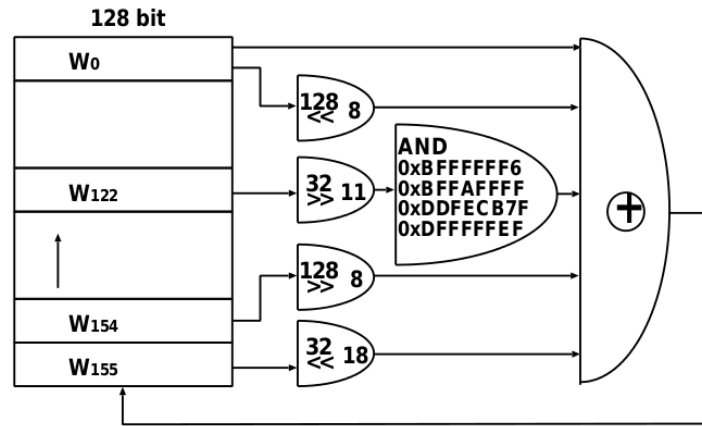 128 bit
W0
128
<< 8
AND
0xBFFFFFF6
0xBFFAFFFF
0xDDFECB7F
0xDFFFFFEF
W122
32
>> 11
+
128
>> 8
W154
32
<< 18
W155